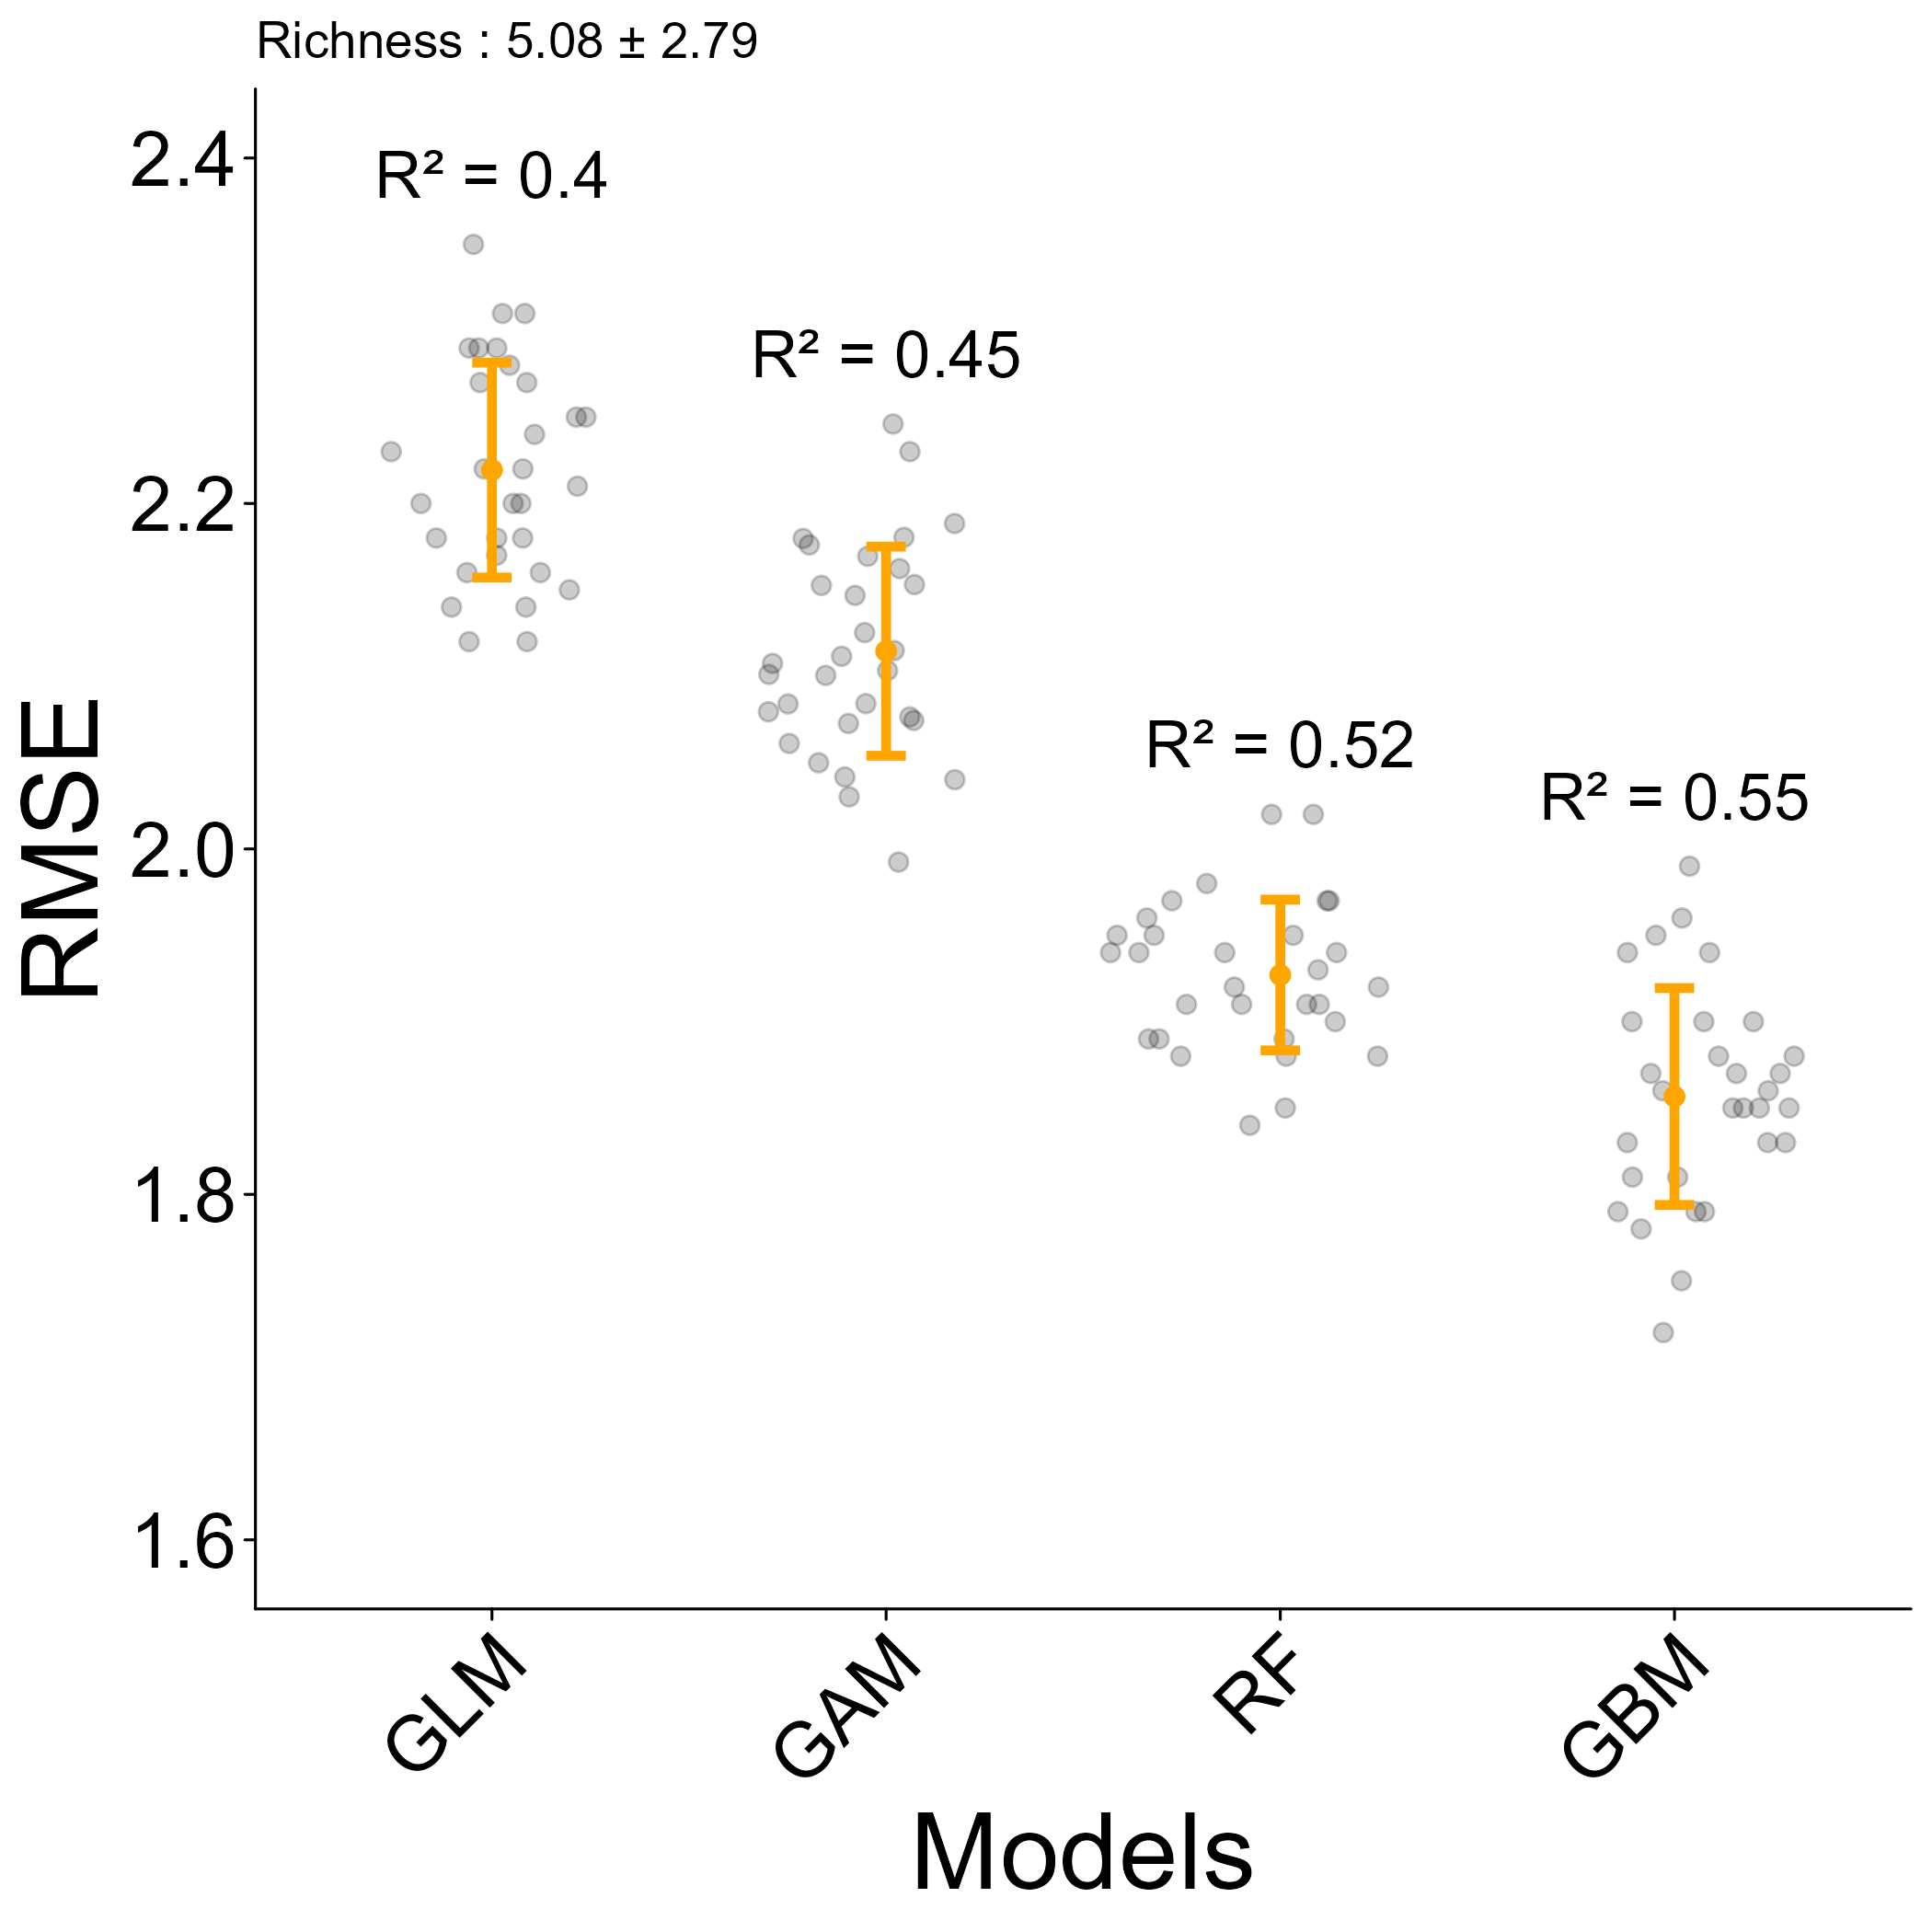 Richness : 5.08 ± 2.79
R² = 0.4
R² = 0.45
R² = 0.52
R² = 0.55
2.4
2.2
2.0
1.8
1.6
RMSE
GLM
GAM
RF
GBM
Models